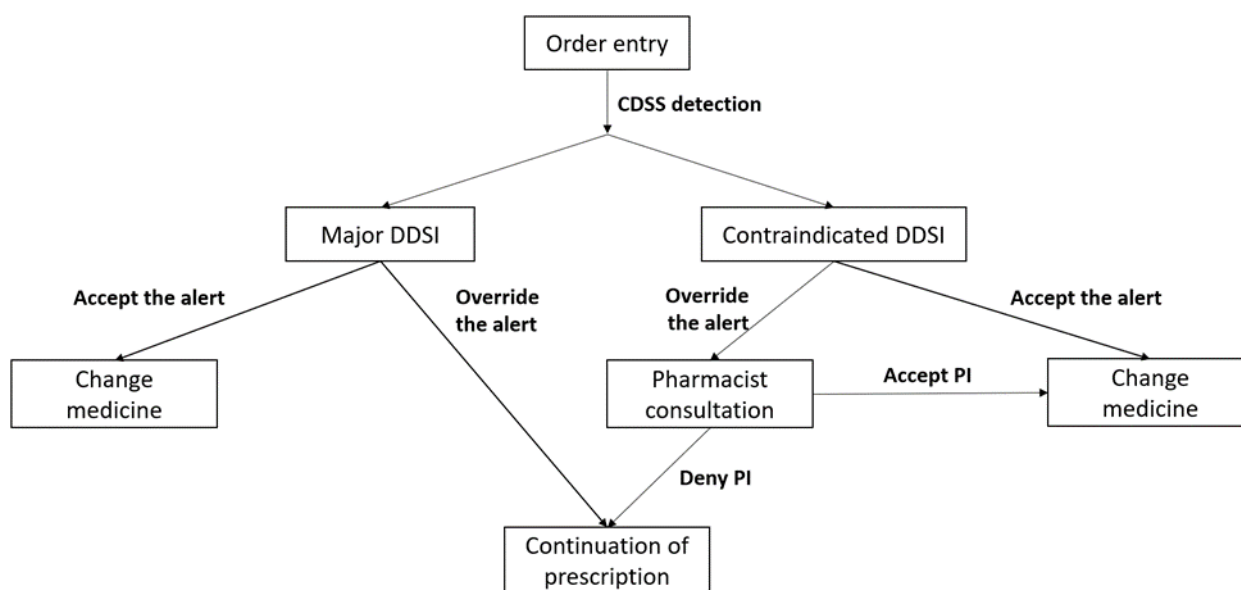 Order entry
CDSS detection
Major DDSI
Contraindicated DDSI
Accept the alert
Override
the alert
Override
the alert
Accept the alert
Change
medicine
Pharmacist
consultation
Accept PI
Change
medicine
Deny PI
Continuation of
prescription